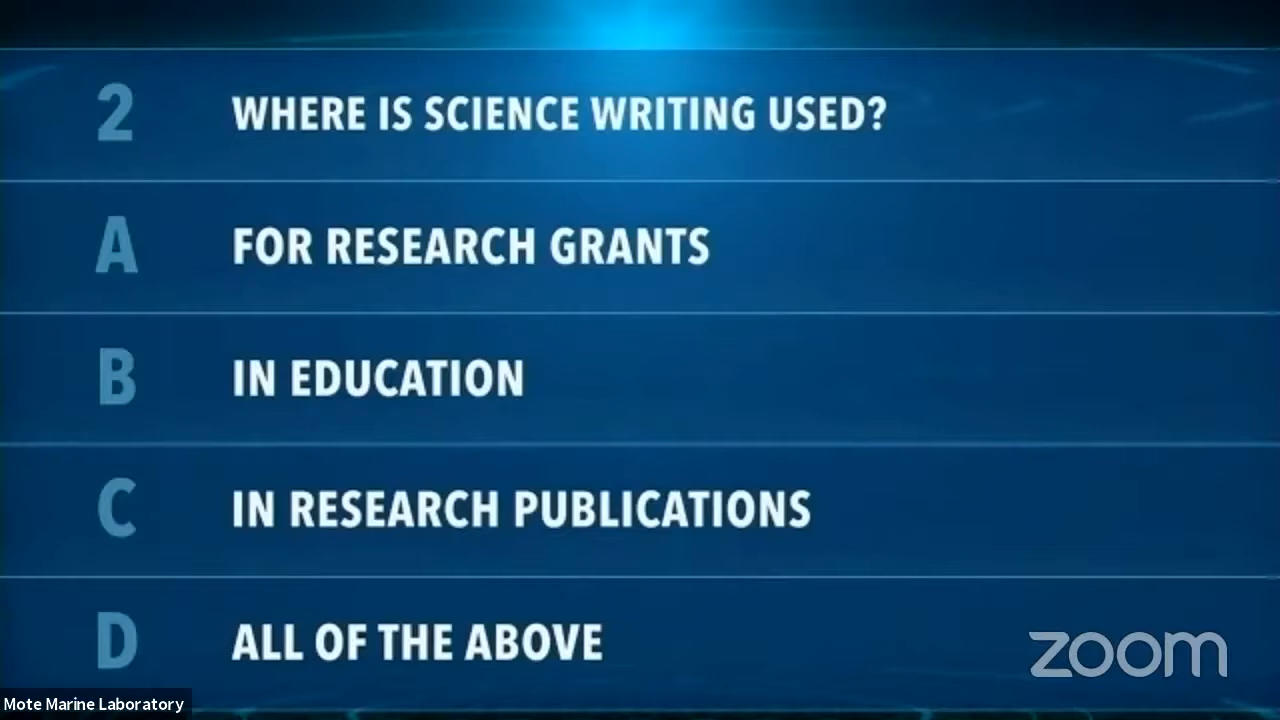 2 WHERE IS SCIENCE WRITING USED?
A FOR RESEARCH GRANTS
B IN EDUCATION
C IN RESEARCH PUBLICATIONS
D ALL OF THE ABOVE
zoom
Mote Marine Laboratory